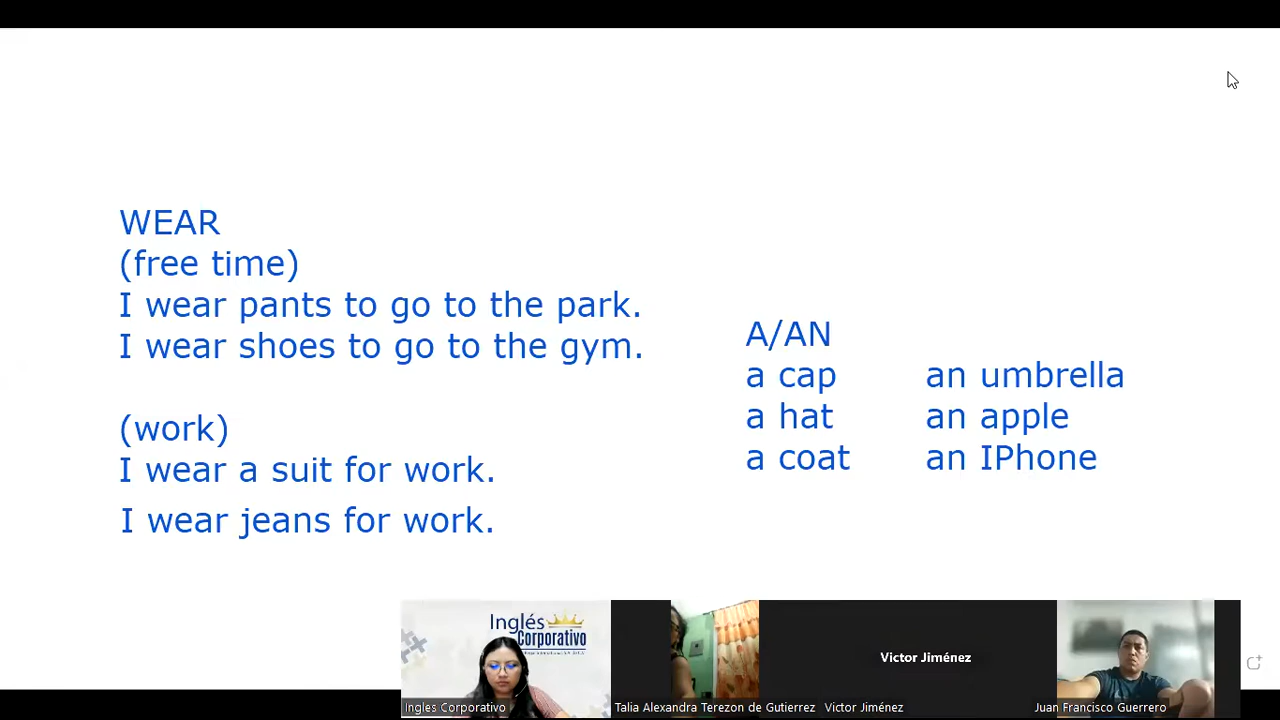 WEAR
(free time)
I wear pants to go to the park.
I wear shoes to go to the gym.
(work)
I wear a suit for work.
I wear jeans for work.
A/AN
a cap an umbrella
a hat an apple
a coat an IPhone
Inglés
Corporativo
Victor Jiménez
Ingles Corporativo
Talia Alexandra Terezon de Gutierrez
Victor Jiménez
Juan Francisco Guerrero